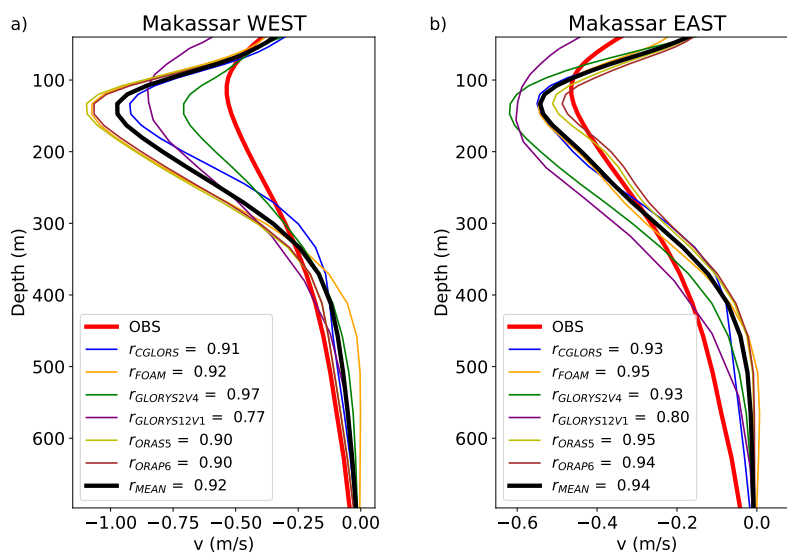 a) Makassar WEST
100
200
300
400
500
600
Depth (m)
OBS
r_CGLORS = 0.91
r_FOAM = 0.92
r_GLORYS2V4 = 0.97
r_GLORYS12V1 = 0.77
r_ORAS5 = 0.90
r_ORAP6 = 0.90
r_MEAN = 0.92
−1.00 −0.75 −0.50 −0.25 0.00
v (m/s)
b) Makassar EAST
100
200
300
400
500
600
Depth (m)
OBS
r_CGLORS = 0.93
r_FOAM = 0.95
r_GLORYS2V4 = 0.93
r_GLORYS12V1 = 0.80
r_ORAS5 = 0.95
r_ORAP6 = 0.94
r_MEAN = 0.94
−0.6 −0.4 −0.2 0.0
v (m/s)